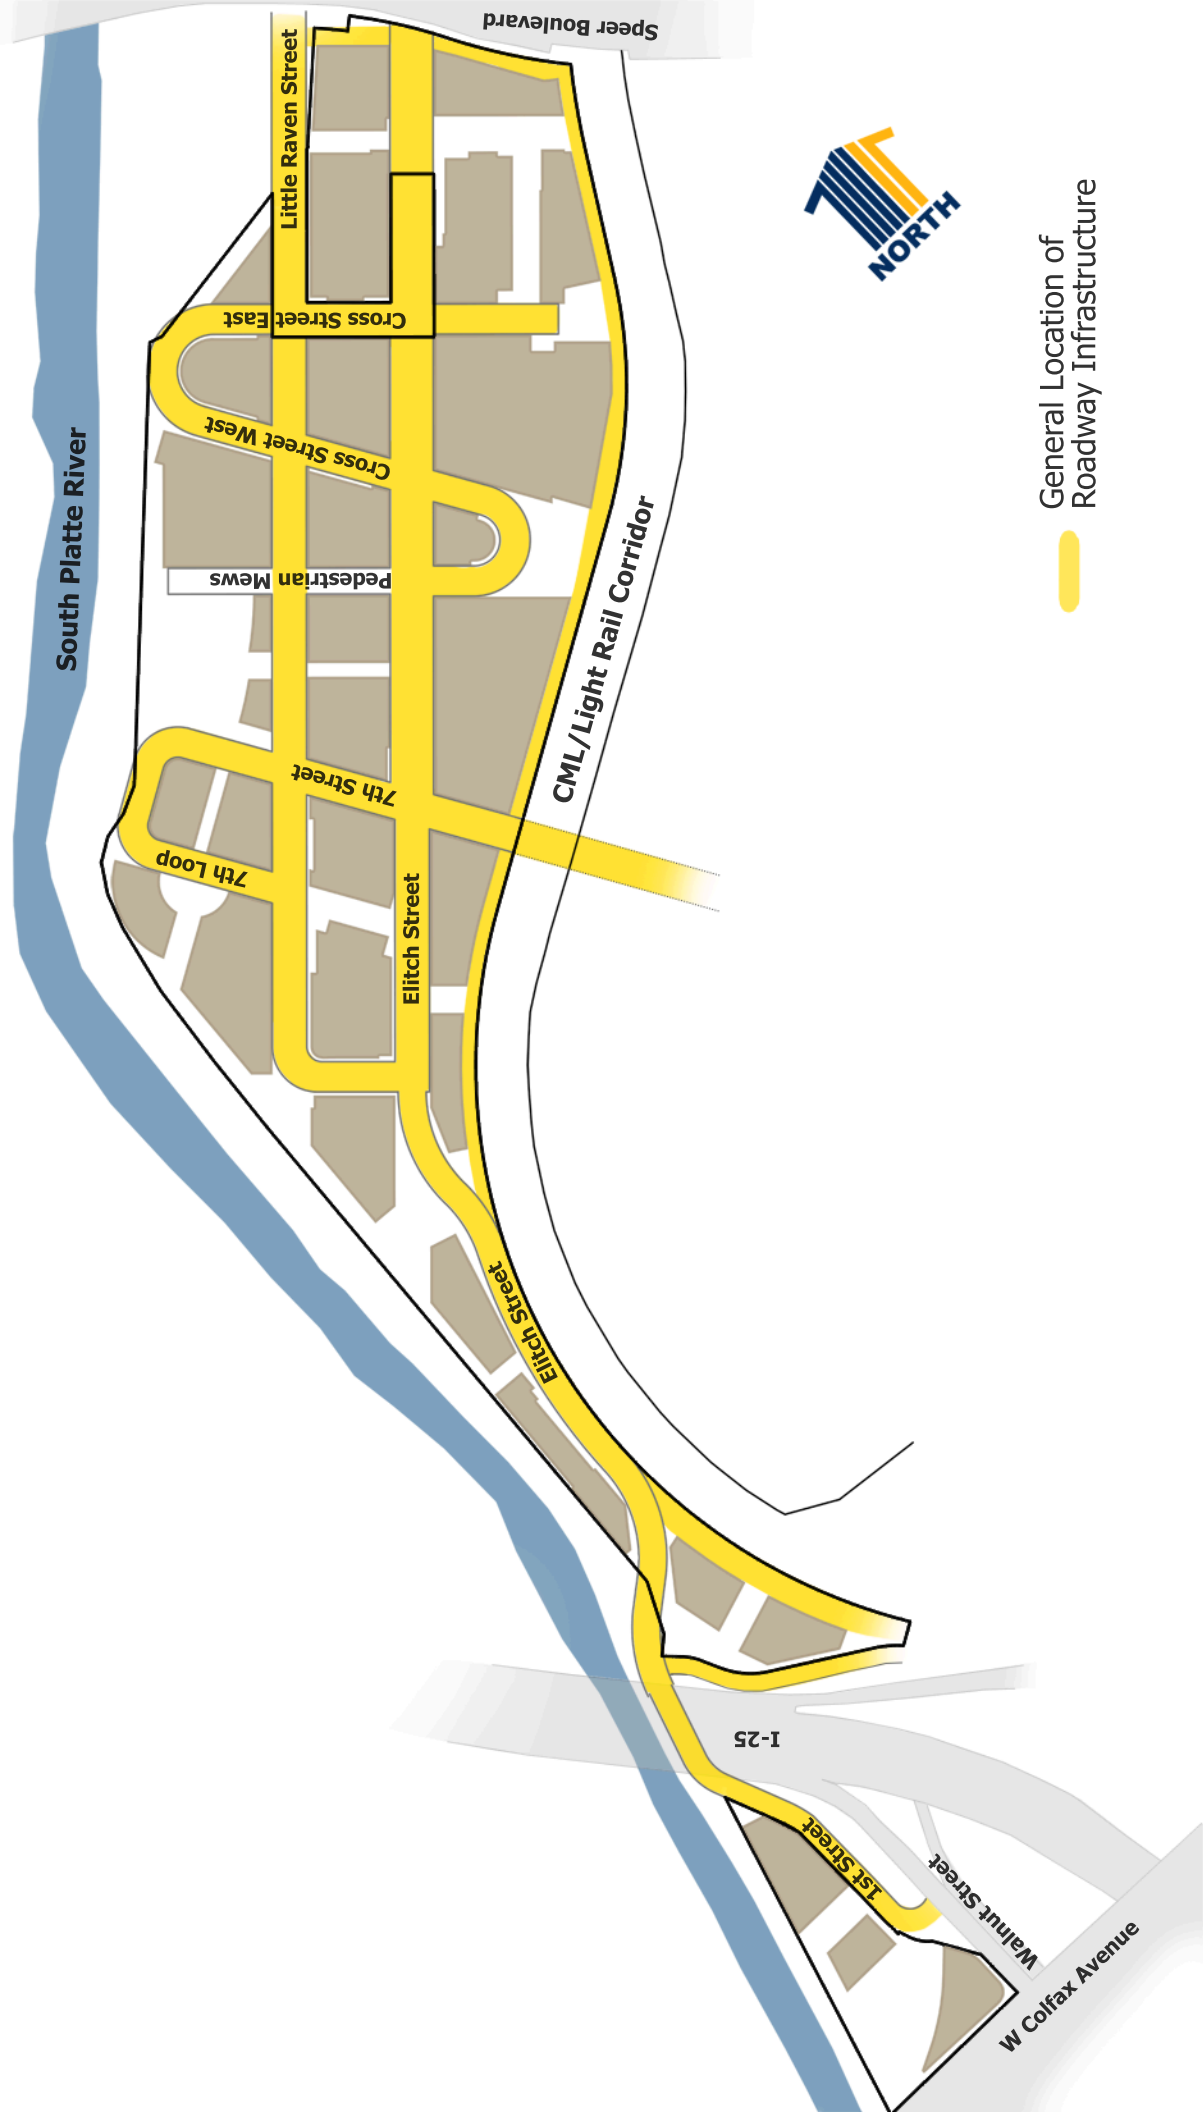 Speer Boulevard
Little Raven Street
NORTH
General Location of
Roadway Infrastructure
Cross Street East
Cross Street West
South Platte River
Pedestrian Mews
CML/Light Rail Corridor
7th Street
7th Loop
Elitch Street
Elitch Street
I-25
1st Street
Walnut Street
W Colfax Avenue